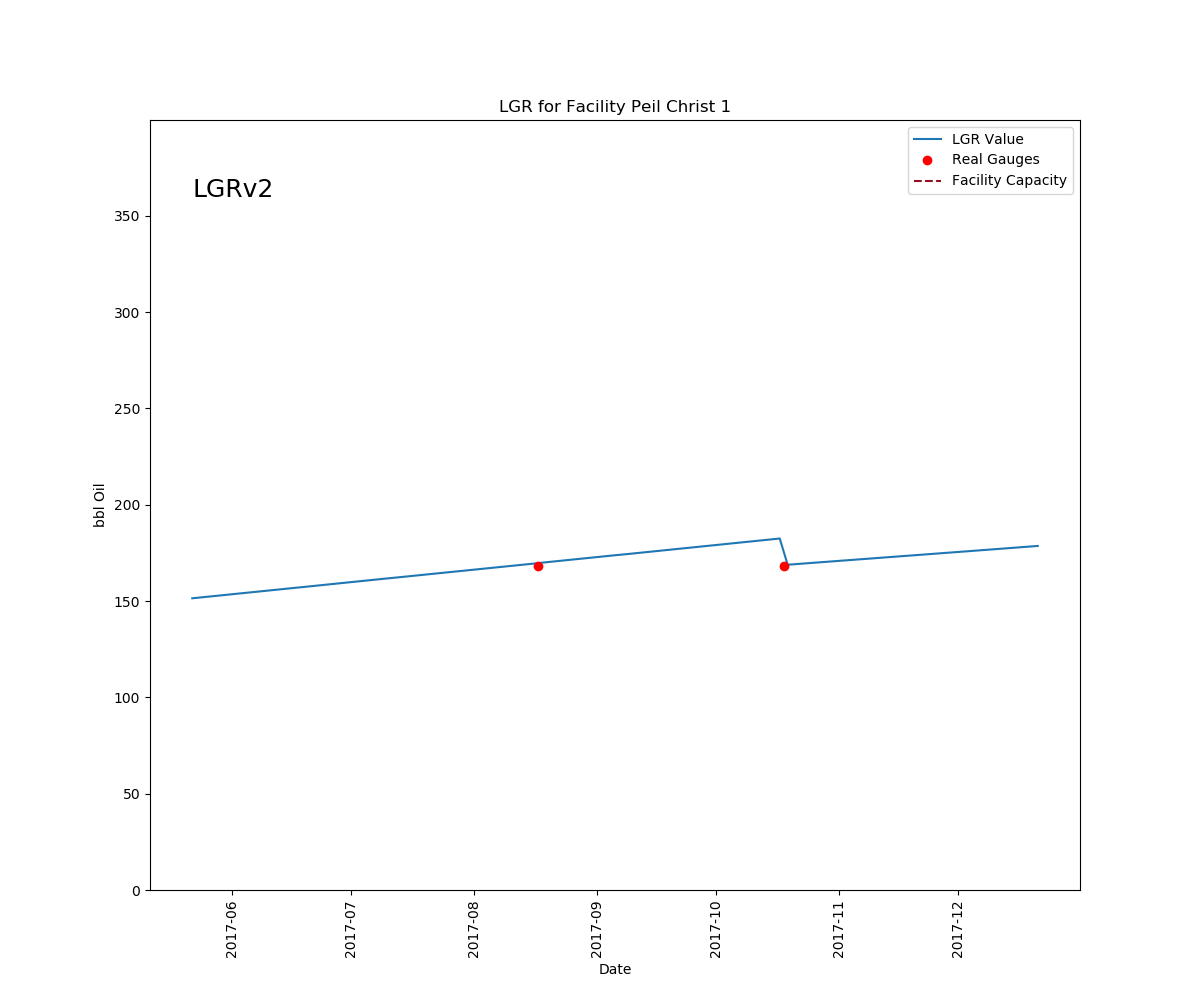 LGR for Facility Peil Christ 1
LGRv2
LGR Value
Real Gauges
Facility Capacity
bbl Oil
350
300
250
200
150
100
50
0
2017-06
2017-07
2017-08
2017-09
2017-10
2017-11
2017-12
Date